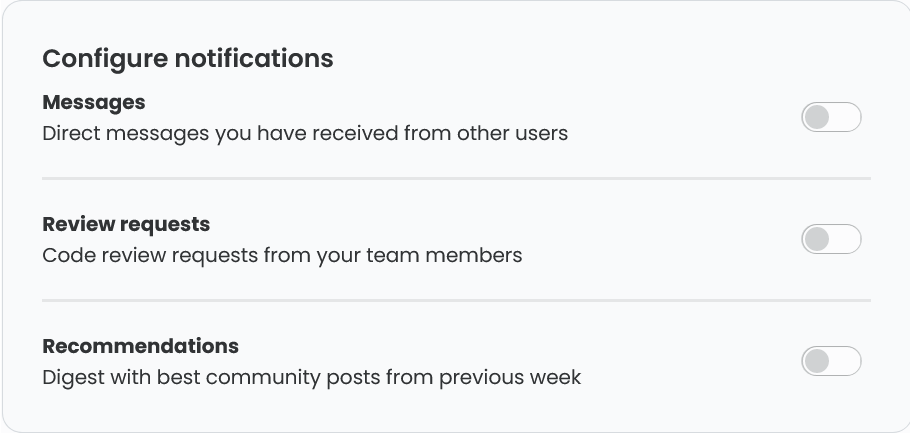 Configure notifications
Messages
Direct messages you have received from other users
Review requests
Code review requests from your team members
Recommendations
Digest with best community posts from previous week